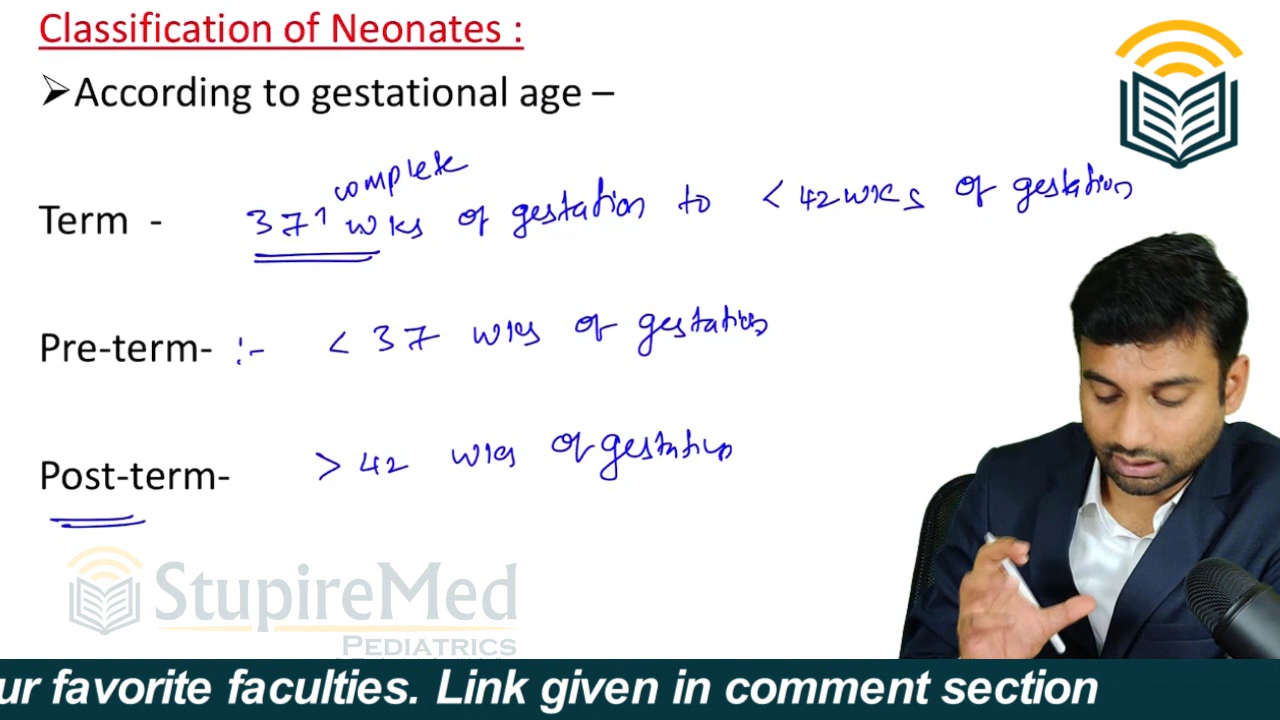 Classification of Neonates :
➢According to gestational age –
complete
Term - 37 wks of gestation to < 42 wks of gestation
Pre-term- :- < 37 wks of gestation
Post-term- > 42 wks of gestation
StupireMed
PEDIATRICS
ur favorite faculties. Link given in comment section